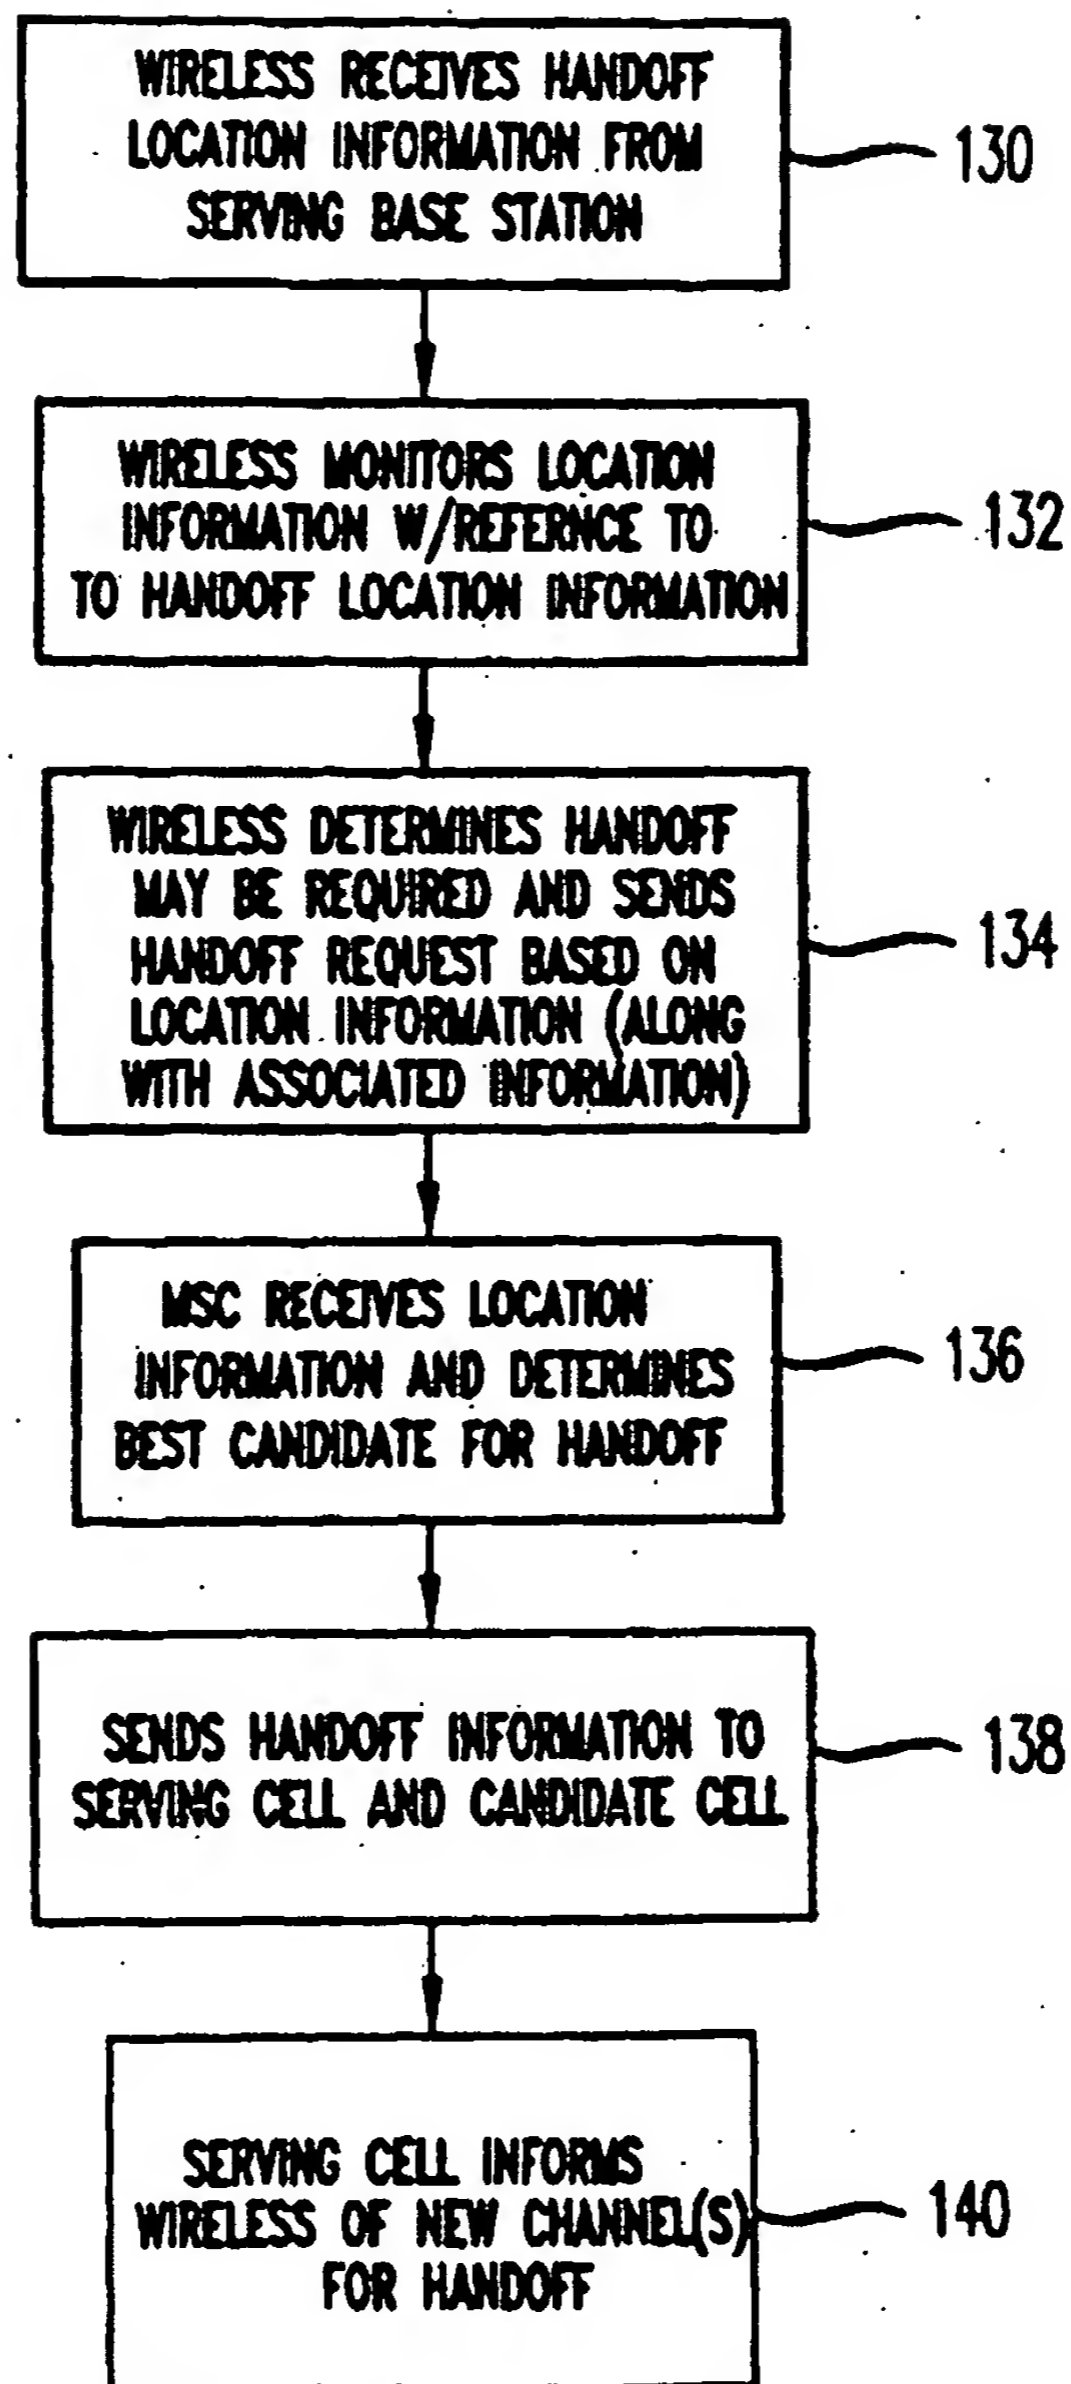 WIRELESS RECEIVES HANDOFF
LOCATION INFORMATION FROM
SERVING BASE STATION
130
WIRELESS MONITORS LOCATION
INFORMATION W/REFERNCE TO
TO HANDOFF LOCATION INFORMATION
132
WIRELESS DETERMINES HANDOFF
MAY BE REQUIRED AND SENDS
HANDOFF REQUEST BASED ON
LOCATION INFORMATION (ALONG
WITH ASSOCIATED INFORMATION)
134
MSC RECEIVES LOCATION
INFORMATION AND DETERMINES
BEST CANDIDATE FOR HANDOFF
136
SENDS HANDOFF INFORMATION TO
SERVING CELL AND CANDIDATE CELL
138
SERVING CELL INFORMS
WIRELESS OF NEW CHANNEL(S)
FOR HANDOFF
140